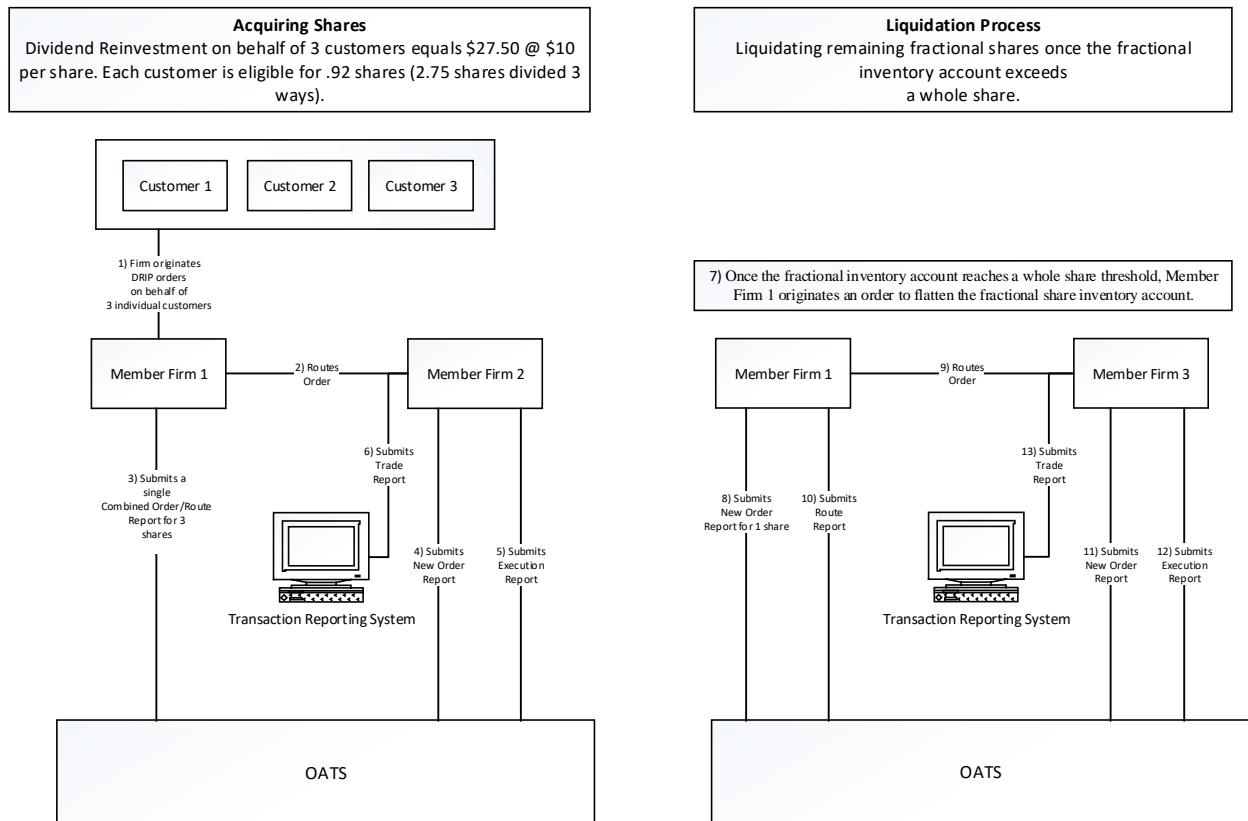 Acquiring Shares
Dividend Reinvestment on behalf of 3 customers equals $27.50 @ $10
per share. Each customer is eligible for .92 shares (2.75 shares divided 3
ways).
Customer 1
Customer 2
Customer 3
1) Firm originates
DRIP orders
on behalf of
3 individual customers
Member Firm 1
2) Routes
Order
Member Firm 2
3) Submits a
single
Combined Order/Route
Report for 3
shares
6) Submits
Trade
Report
4) Submits
New Order
Report
5) Submits
Execution
Report
Transaction Reporting System
OATS
Liquidation Process
Liquidating remaining fractional shares once the fractional
inventory account exceeds
a whole share.
7) Once the fractional inventory account reaches a whole share threshold, Member
Firm 1 originates an order to flatten the fractional share inventory account.
Member Firm 1
9) Routes
Order
Member Firm 3
8) Submits
New Order
Report for 1 share
10) Submits
Route
Report
13) Submits
Trade
Report
11) Submits
New Order
Report
12) Submits
Execution
Report
Transaction Reporting System
OATS